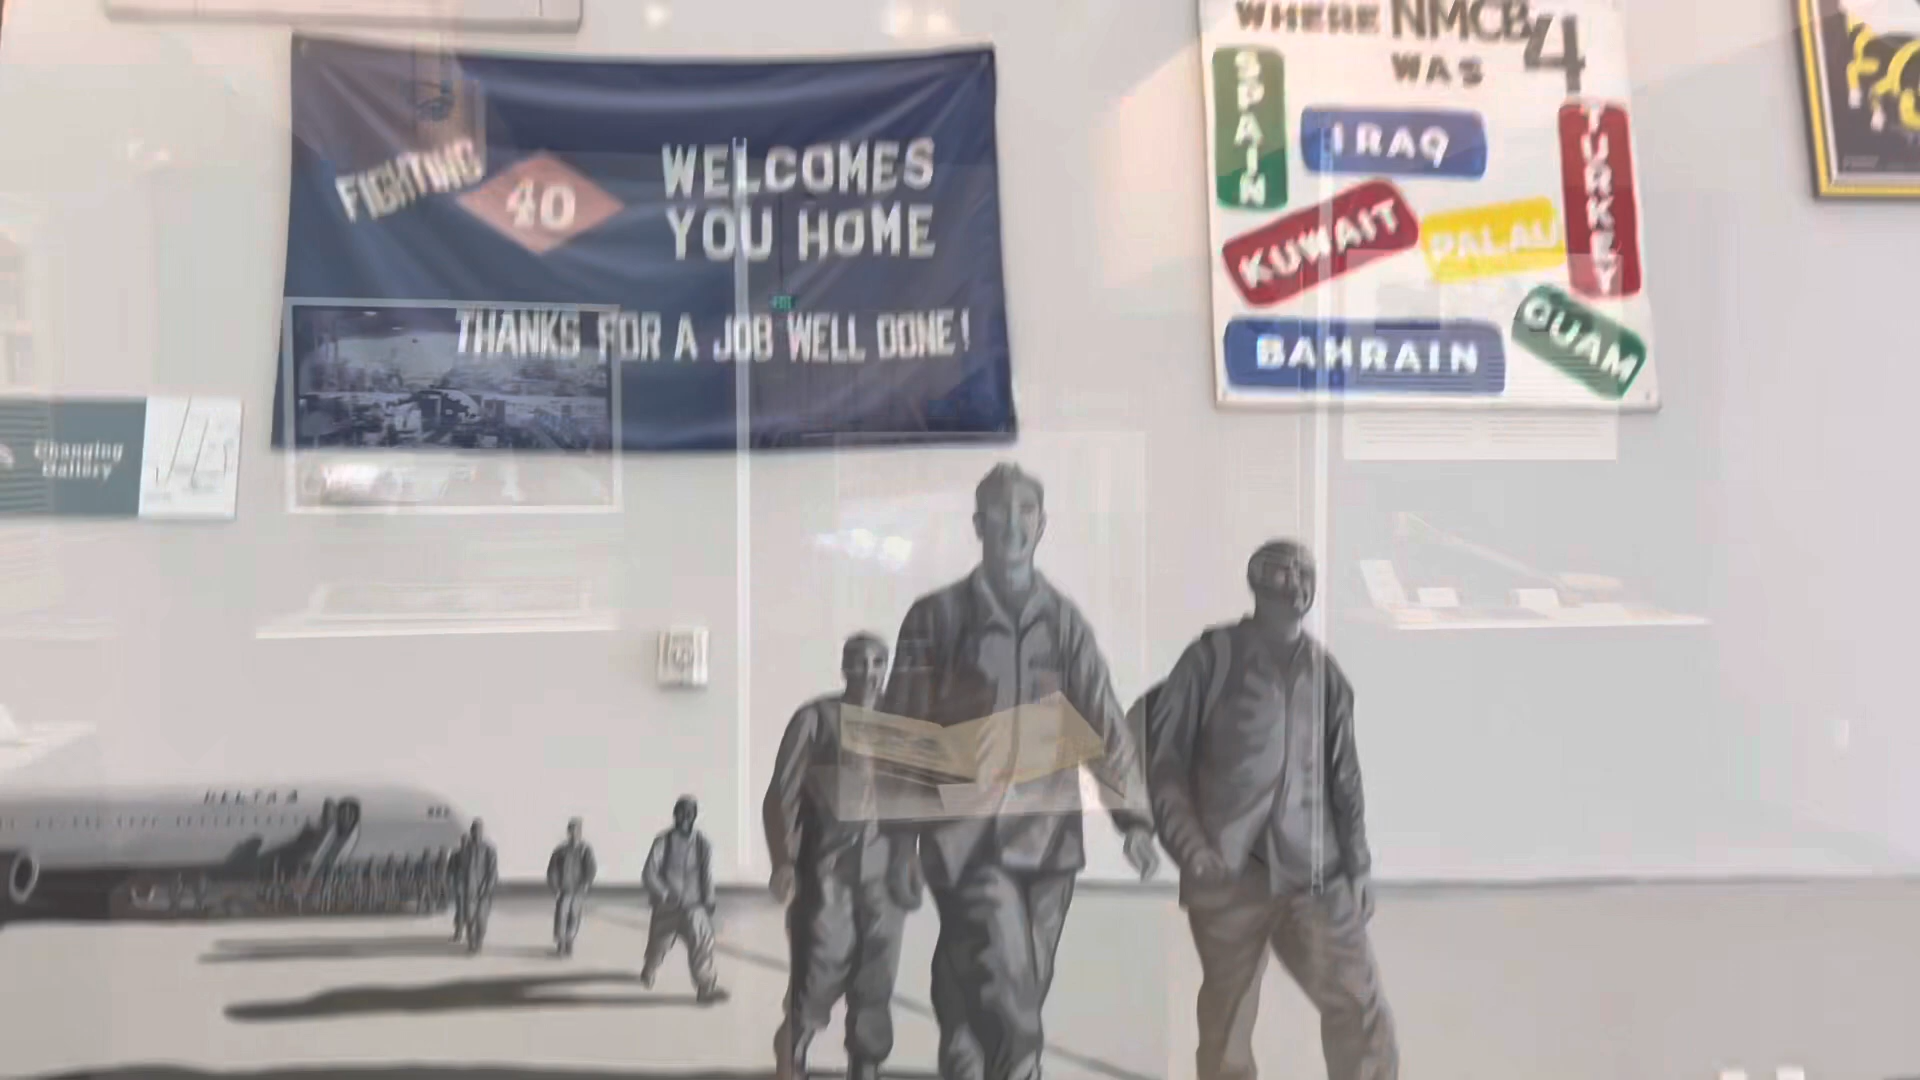 FIGHTING
40
WELCOMES
YOU HOME
THANKS FOR A JOB WELL DONE!
WHERE NMCB 4
WAS
SPAIN
IRAQ
TURKEY
KUWAIT
PALAU
GUAM
BAHRAIN
Changing
Gallery
DELTA